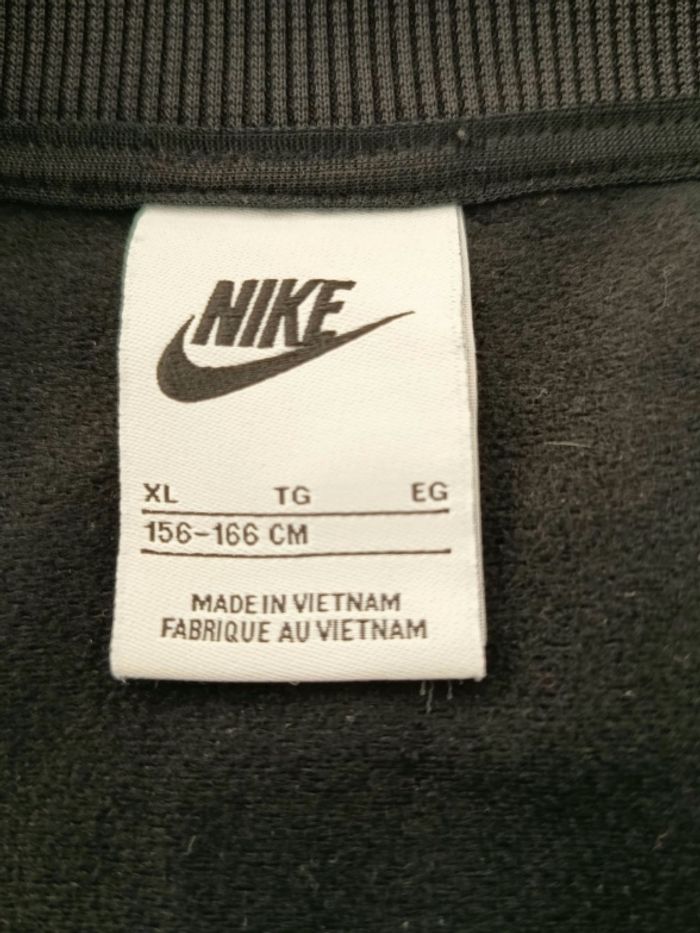 NIKE
XL TG EG
156-166 CM
MADE IN VIETNAM
FABRIQUE AU VIETNAM